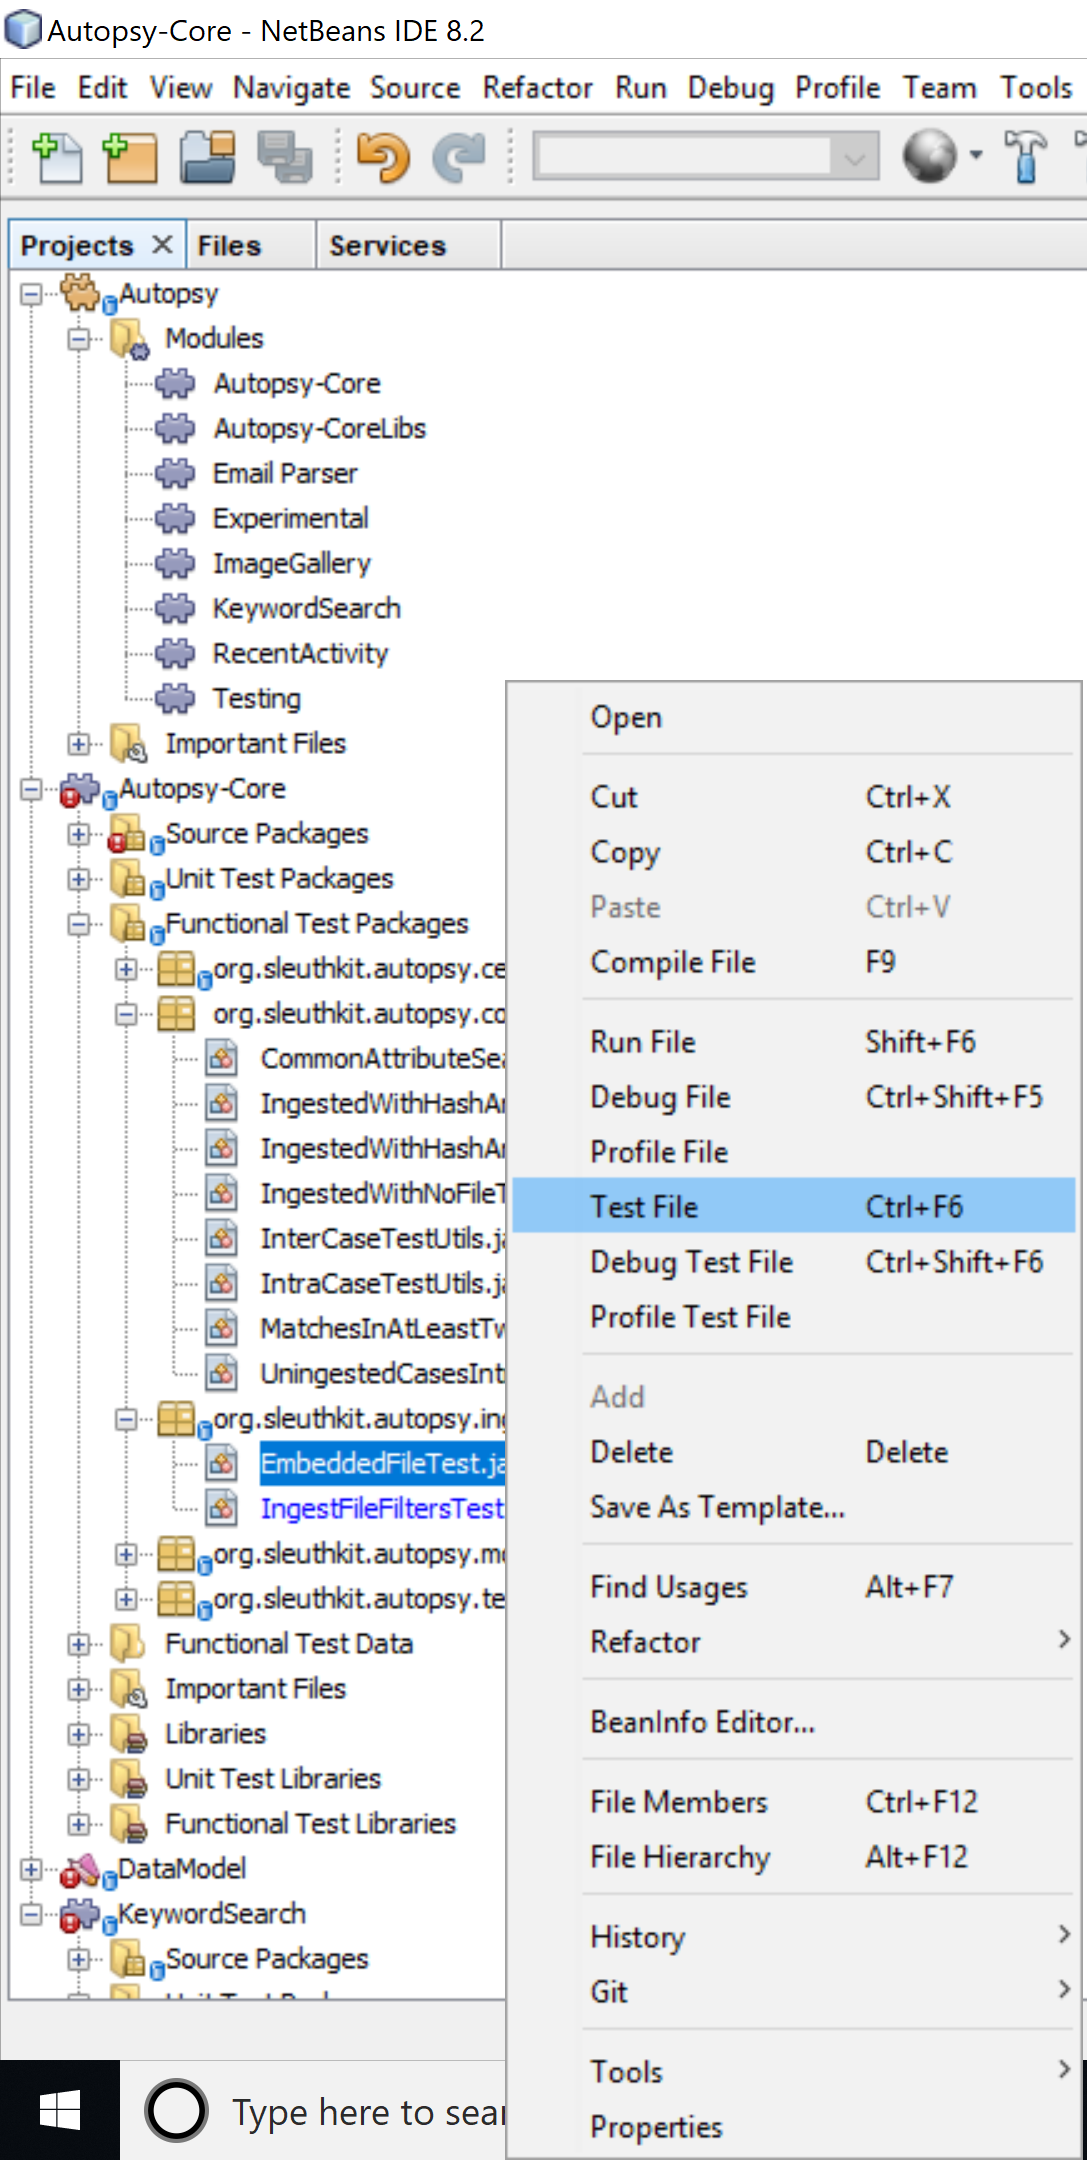 Autopsy-Core - NetBeans IDE 8.2
File Edit View Navigate Source Refactor Run Debug Profile Team Tools
Projects Files Services
Autopsy
Modules
Autopsy-Core
Autopsy-CoreLibs
Email Parser
Experimental
ImageGallery
KeywordSearch
RecentActivity
Testing
Important Files
Autopsy-Core
Source Packages
Unit Test Packages
Functional Test Packages
org.sleuthkit.autopsy.ce
org.sleuthkit.autopsy.co
CommonAttributeSea
IngestedWithHashAn
IngestedWithHashAn
IngestedWithNoFileT
InterCaseTestUtils.ja
IntraCaseTestUtils.ja
MatchesInAtLeastTw
UningestedCasesInt
org.sleuthkit.autopsy.ing
EmbeddedFileTest.ja
IngestFileFiltersTest
org.sleuthkit.autopsy.mo
org.sleuthkit.autopsy.te
Functional Test Data
Important Files
Libraries
Unit Test Libraries
Functional Test Libraries
DataModel
KeywordSearch
Source Packages
Open
Cut Ctrl+X
Copy Ctrl+C
Paste Ctrl+V
Compile File F9
Run File Shift+F6
Debug File Ctrl+Shift+F5
Profile File
Test File Ctrl+F6
Debug Test File Ctrl+Shift+F6
Profile Test File
Add
Delete Delete
Save As Template...
Find Usages Alt+F7
Refactor
BeanInfo Editor...
File Members Ctrl+F12
File Hierarchy Alt+F12
History
Git
Tools
Properties
Type here to sear